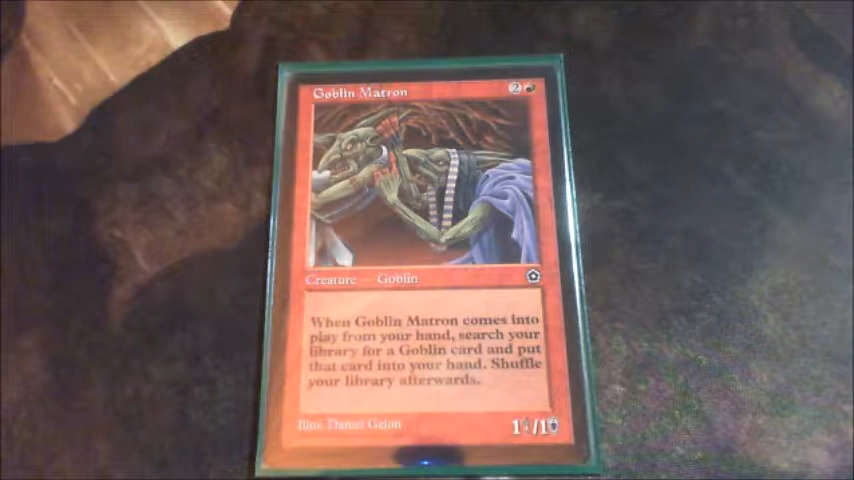 Goblin Matron
2
Creature — Goblin
When Goblin Matron comes into
play from your hand, search your
library for a Goblin card and put
that card into your hand. Shuffle
your library afterwards.
Illus. Daniel Gelon
1/1